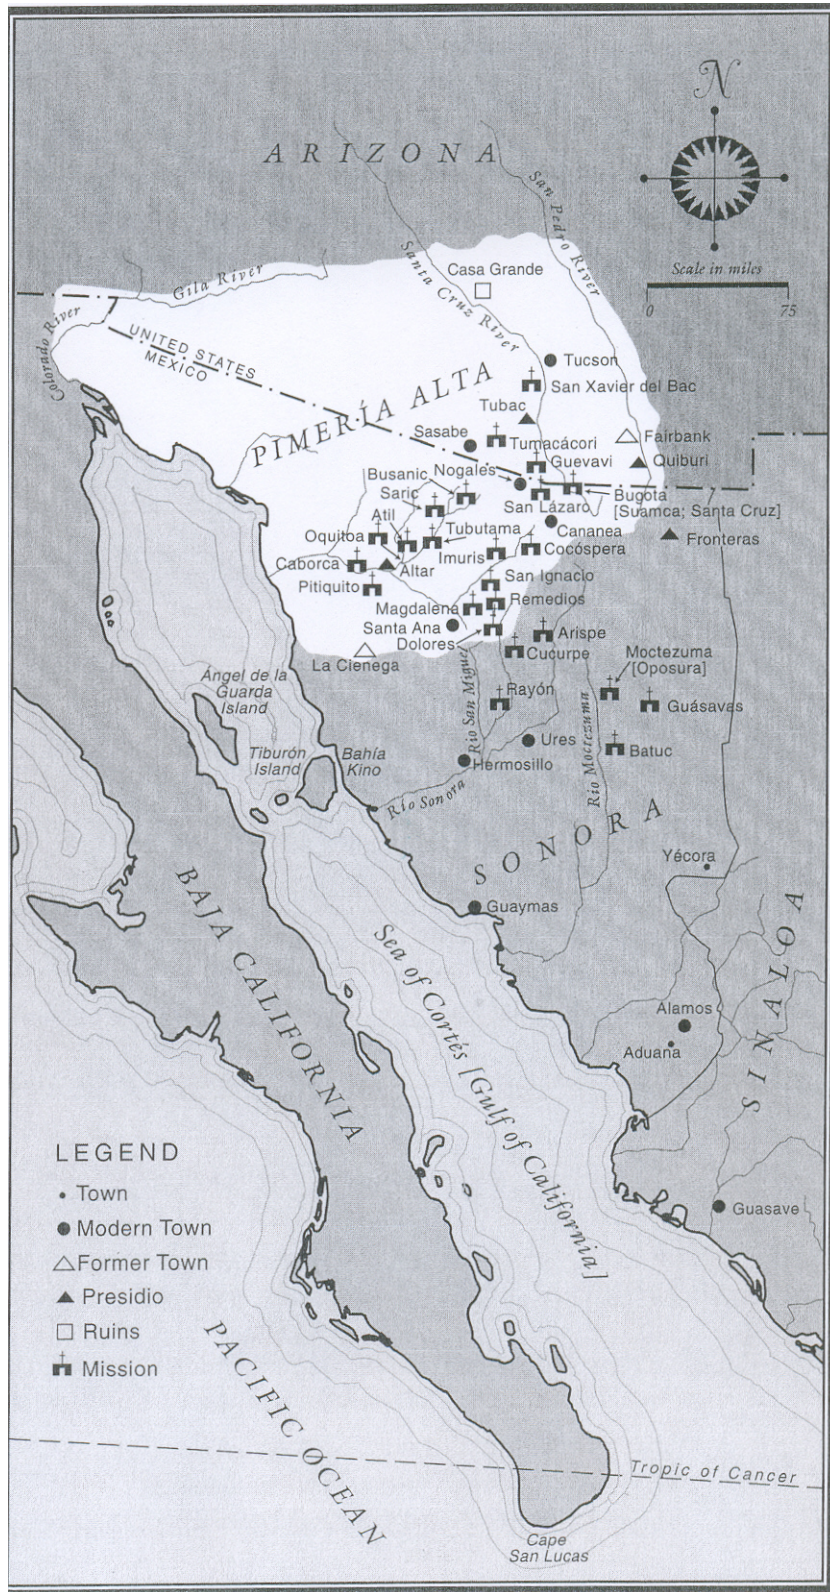 N
ARIZONA
San Pedro River
Santa Cruz River
Casa Grande
Scale in miles
0 75
Gila River
Colorado River
UNITED STATES
MEXICO
PIMERÍA ALTA
Tucson
San Xavier del Bac
Tubac
Sasabe
Tumacácori
Fairbank
Quiburi
Guevavi
Busanic
Nogales
Saric
San Lázaro
Bugota
[Suamca; Santa Cruz]
Atil
Tubutama
Cananea
Oquitoa
Imuris
Cocóspera
Fronteras
Caborca
Altar
Pitiquito
San Ignacio
Magdalena
Remedios
Santa Ana
Dolores
Arispe
Cucurpe
La Cienega
Moctezuma
[Oposura]
Angel de la
Guarda
Island
Rayón
Guásavas
Río San Miguel
Río Moctezuma
Tiburón
Island
Bahía
Kino
Ures
Batuc
Hermosillo
Río Sonora
SONORA
Yécora
Guaymas
BAJA CALIFORNIA
Sea of Cortés [Gulf of California]
SINALOA
Alamos
Aduana
Guasave
LEGEND
Town
Modern Town
Former Town
Presidio
Ruins
Mission
PACIFIC OCEAN
Tropic of Cancer
Cape
San Lucas